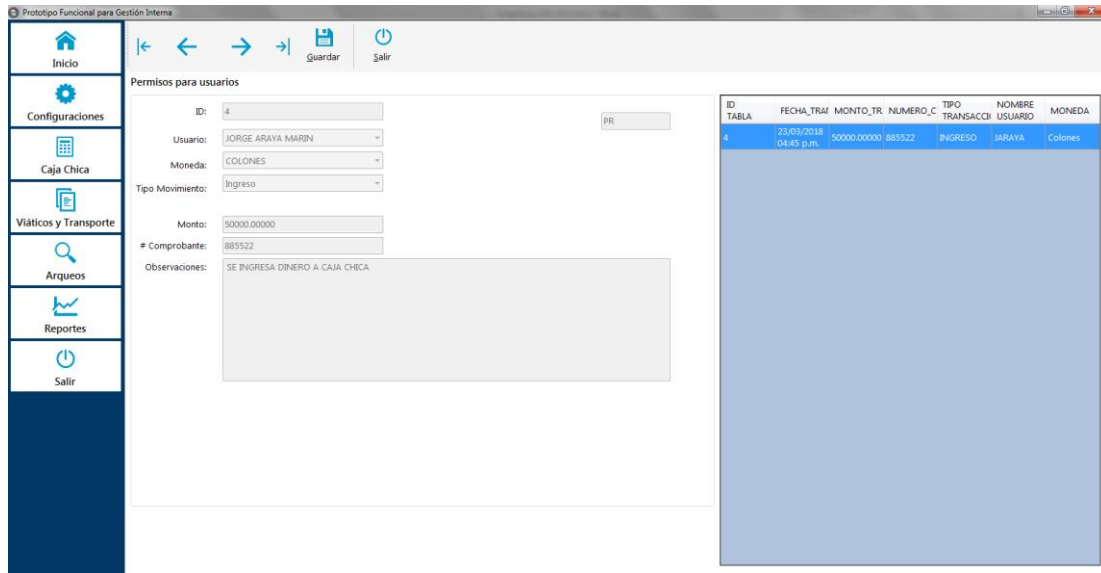 Prototipo Funcional para Gestión Interna
Inicio
Configuraciones
Caja Chica
Viáticos y Transporte
Arqueos
Reportes
Salir
Guardar
Salir
Permisos para usuarios
ID: 4
PR
Usuario: JORGE ARAYA MARIN
Moneda: COLONES
Tipo Movimiento: Ingreso
Monto: 50000.00000
# Comprobante: 885522
Observaciones: SE INGRESA DINERO A CAJA CHICA
ID TABLA FECHA_TRAI MONTO_TR NUMERO_C TIPO TRANSACCIÓ NOMBRE USUARIO MONEDA
4 23/03/2018 04:45 p.m. 50000.00000 885522 INGRESO JARAYA Colones